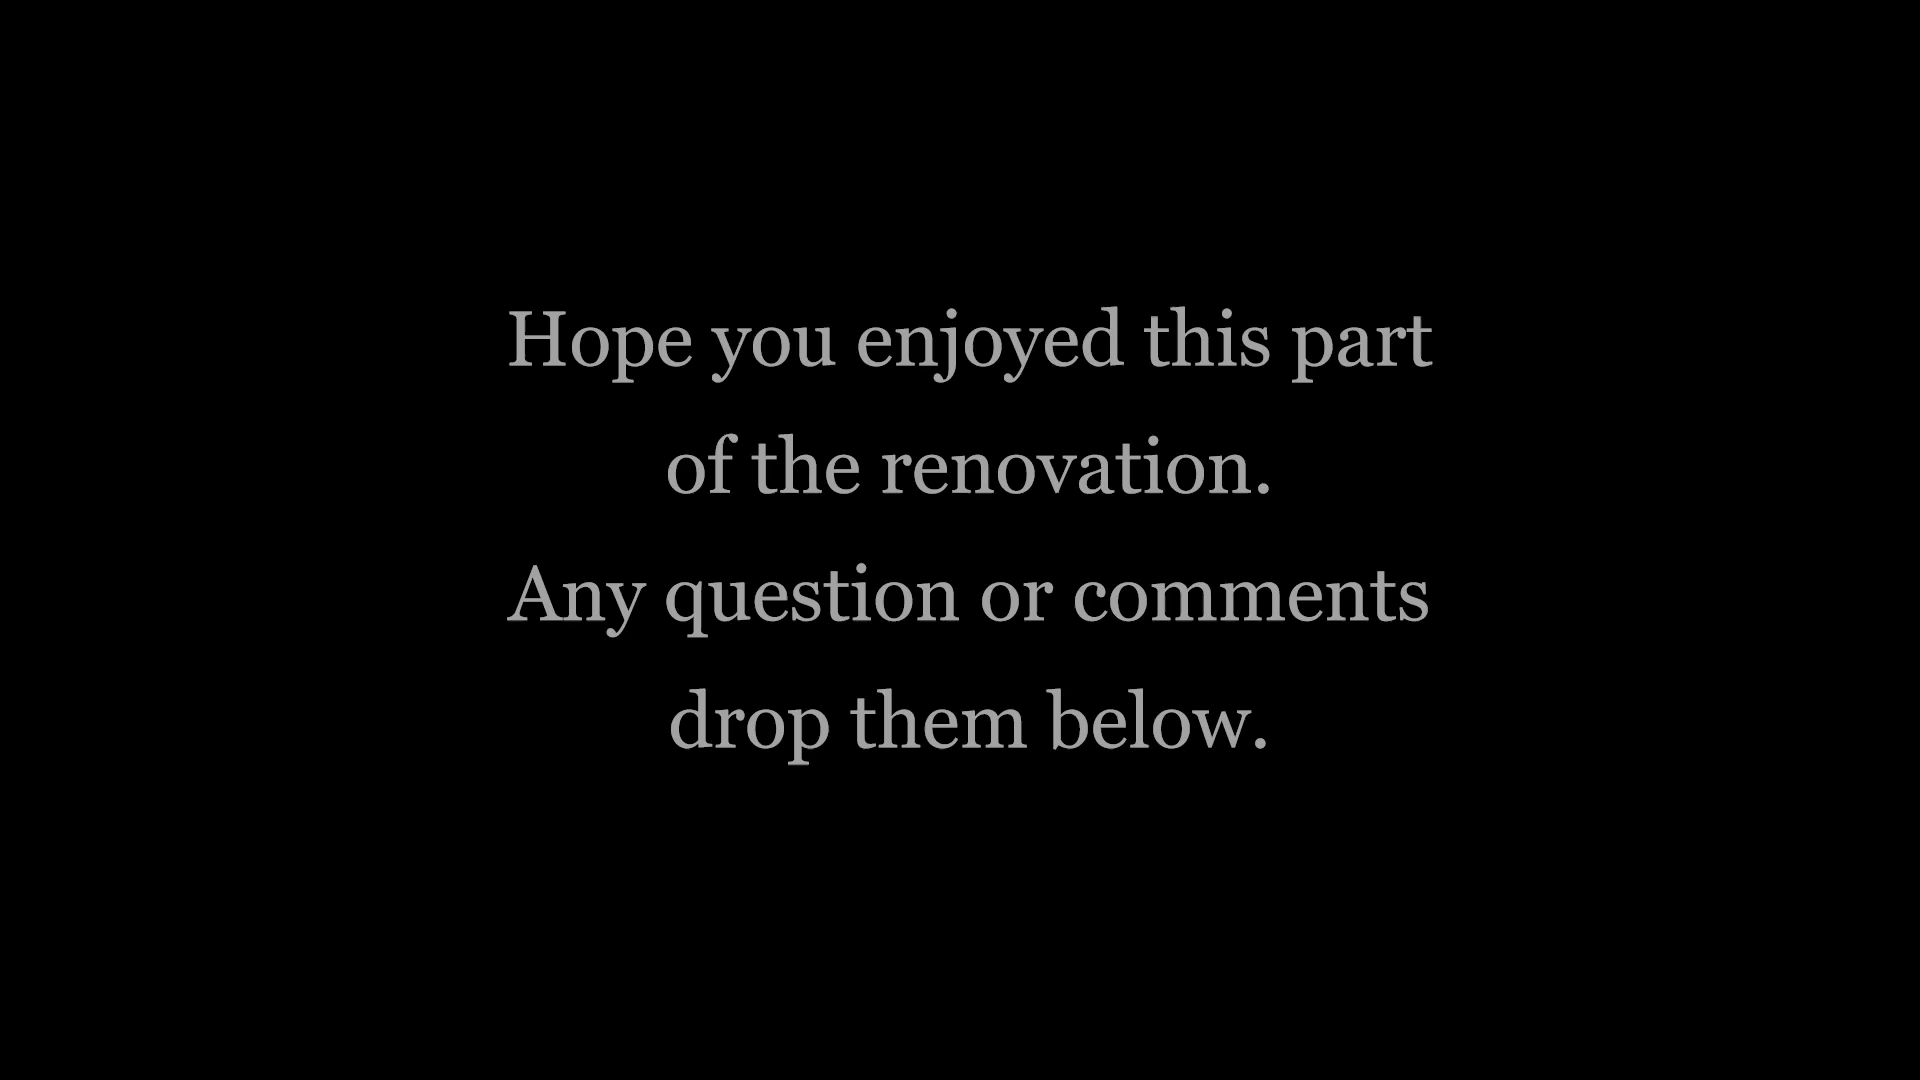 Hope you enjoyed this part
of the renovation.
Any question or comments
drop them below.